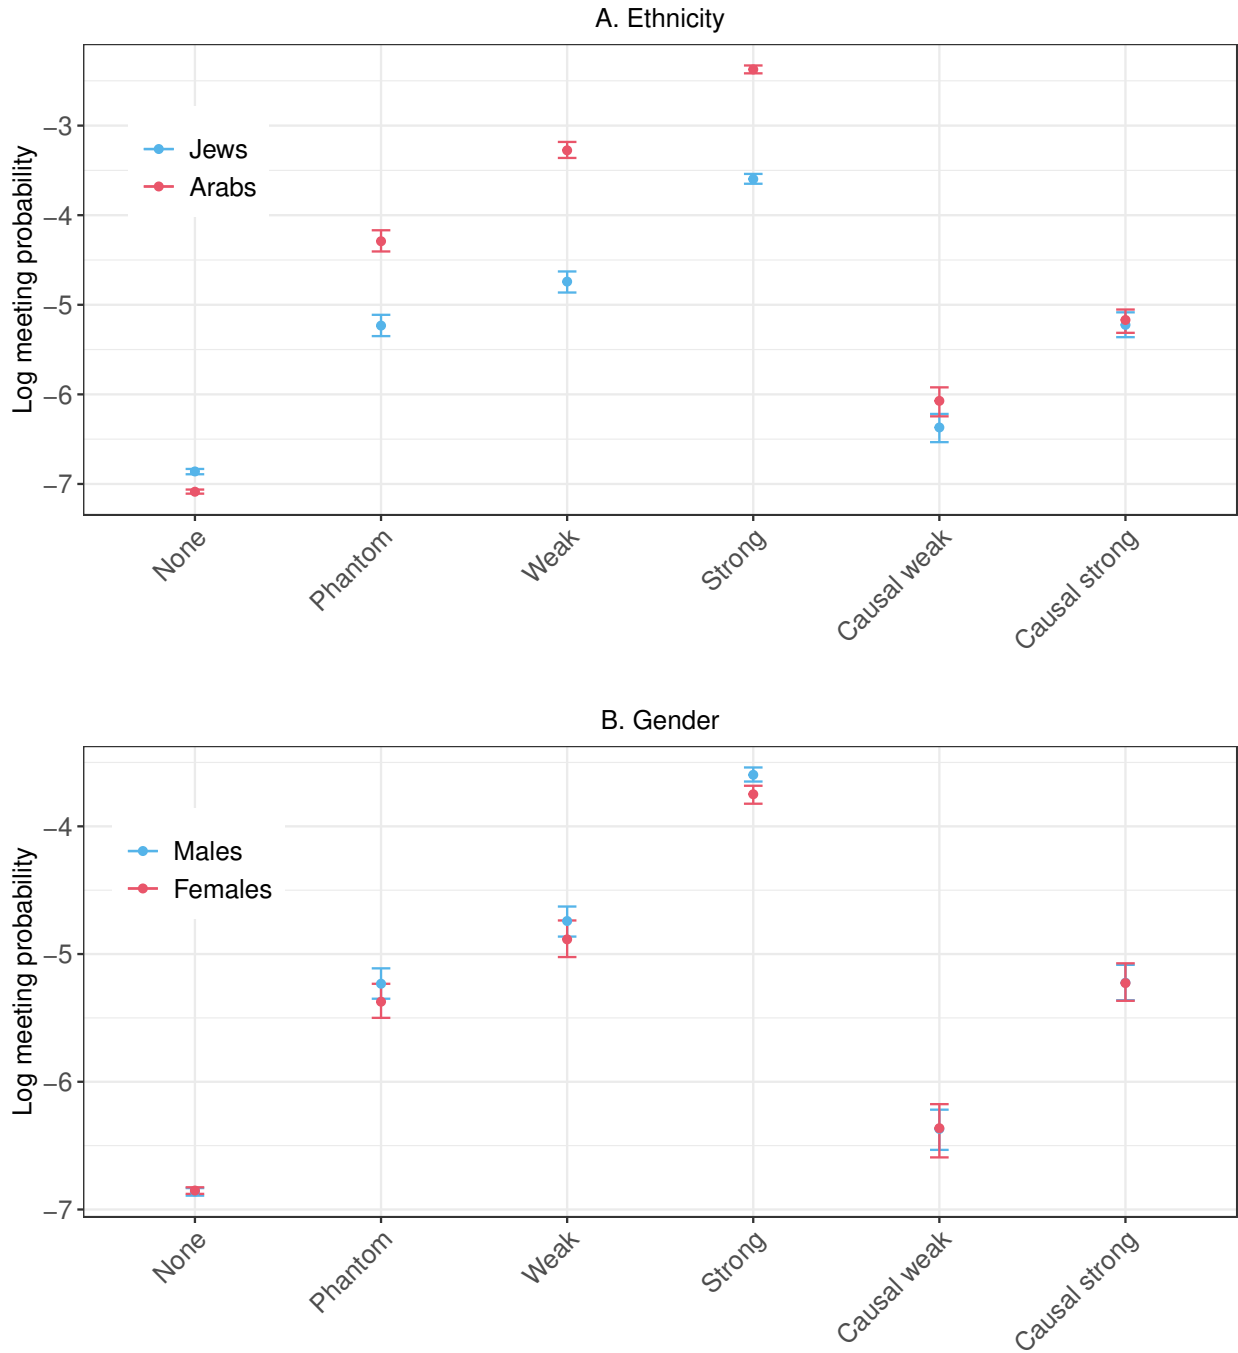 A. Ethnicity
Log meeting probability
−3
−4
−5
−6
−7
Jews
Arabs
None
Phantom
Weak
Strong
Causal weak
Causal strong
B. Gender
Log meeting probability
−4
−5
−6
−7
Males
Females
None
Phantom
Weak
Strong
Causal weak
Causal strong